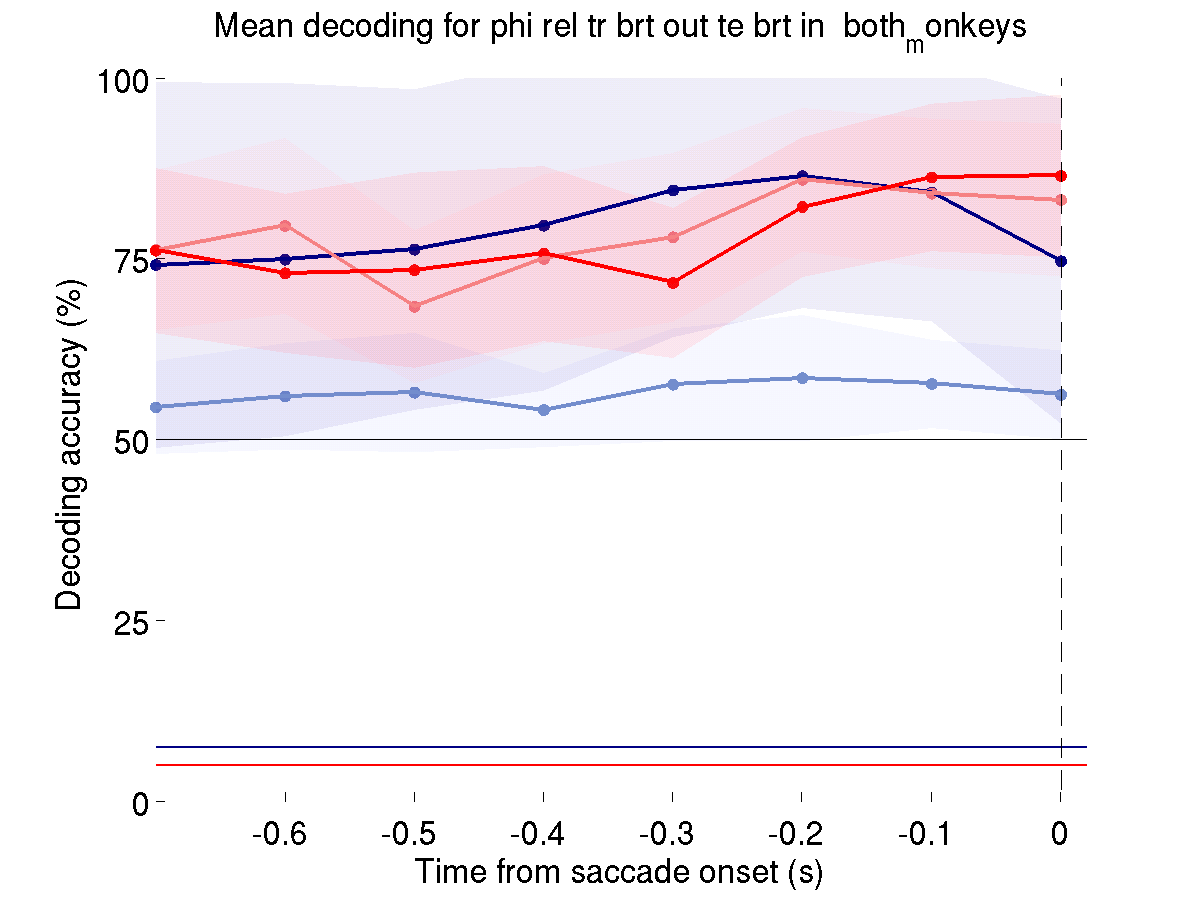 Mean decoding for phi rel tr brt out te brt in both_monkeys
100
75
50
25
0
Decoding accuracy (%)
-0.6 -0.5 -0.4 -0.3 -0.2 -0.1 0
Time from saccade onset (s)